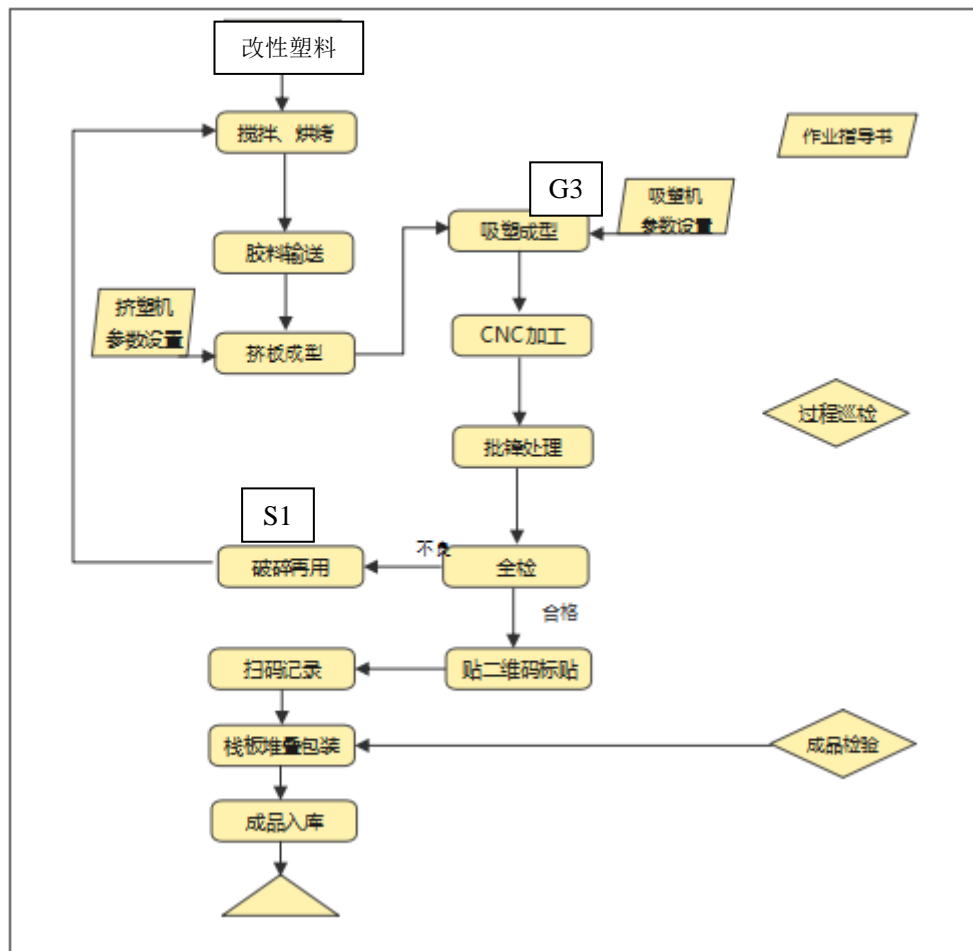 改性塑料
搅拌、烘烤
作业指导书
G3
吸塑机
参数设置
吸塑成型
胶料输送
挤塑机
参数设置
挤板成型
CNC加工
过程巡检
批锋处理
S1
不良
破碎再用
全检
合格
扫码记录
贴二维码标贴
栈板堆叠包装
成品检验
成品入库